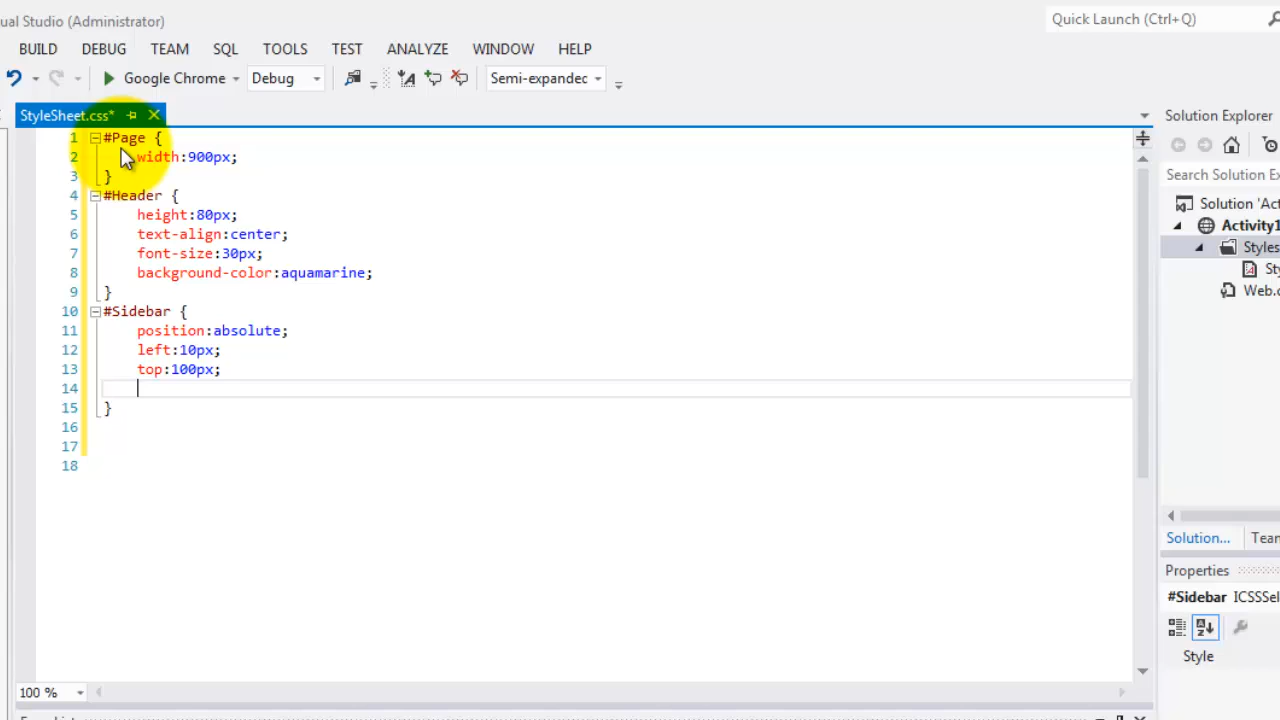 ual Studio (Administrator)
Quick Launch (Ctrl+Q)
BUILD DEBUG TEAM SQL TOOLS TEST ANALYZE WINDOW HELP
Google Chrome Debug Semi-expandec
StyleSheet.css*
Solution Explorer
1 #Page {
2 width:900px;
3 }
4 #Header {
5 height:80px;
6 text-align:center;
7 font-size:30px;
8 background-color:aquamarine;
9 }
10 #Sidebar {
11 position:absolute;
12 left:10px;
13 top:100px;
14
15 }
16
17
18
Search Solution Ex
Solution 'Act
Activity1
Styles
Sty
Web.c
Solution... Team
Properties
#Sidebar ICSSSel
Style
100 %